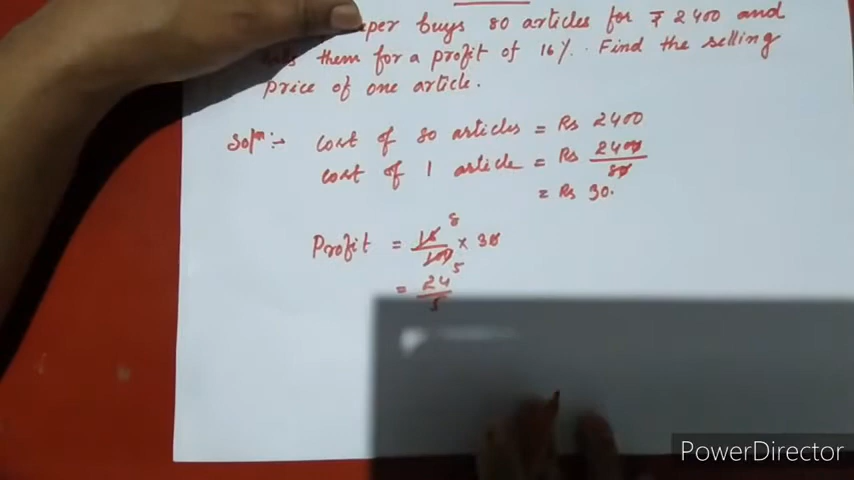 buys 80 articles for ₹ 2400 and
them for a profit of 16%. Find the selling
price of one article.
Solⁿ:- cost of 80 articles = Rs 2400
cost of 1 article = Rs 2400/80
= Rs 30.
Profit = 16/100 × 30
8
5
= 24/5
PowerDirector